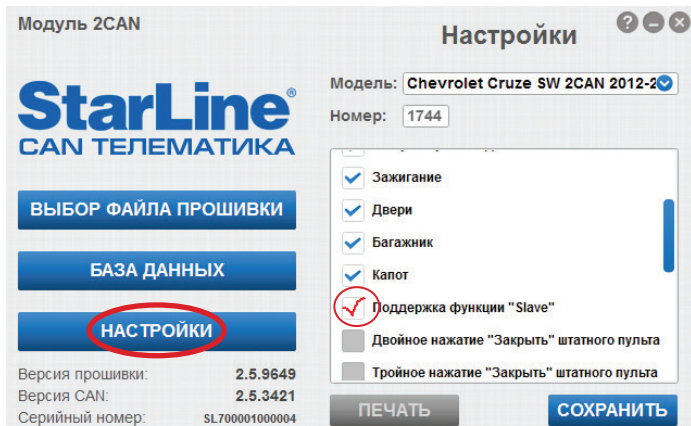 Модуль 2CAN
Настройки
? – ×
StarLine®
CAN ТЕЛЕМАТИКА
ВЫБОР ФАЙЛА ПРОШИВКИ
БАЗА ДАННЫХ
НАСТРОЙКИ
Версия прошивки: 2.5.9649
Версия CAN: 2.5.3421
Серийный номер: SL700001000004
Модель: Chevrolet Cruze SW 2CAN 2012-2
Номер: 1744
Зажигание
Двери
Багажник
Капот
Поддержка функции "Slave"
Двойное нажатие "Закрыть" штатного пульта
Тройное нажатие "Закрыть" штатного пульта
ПЕЧАТЬ
СОХРАНИТЬ